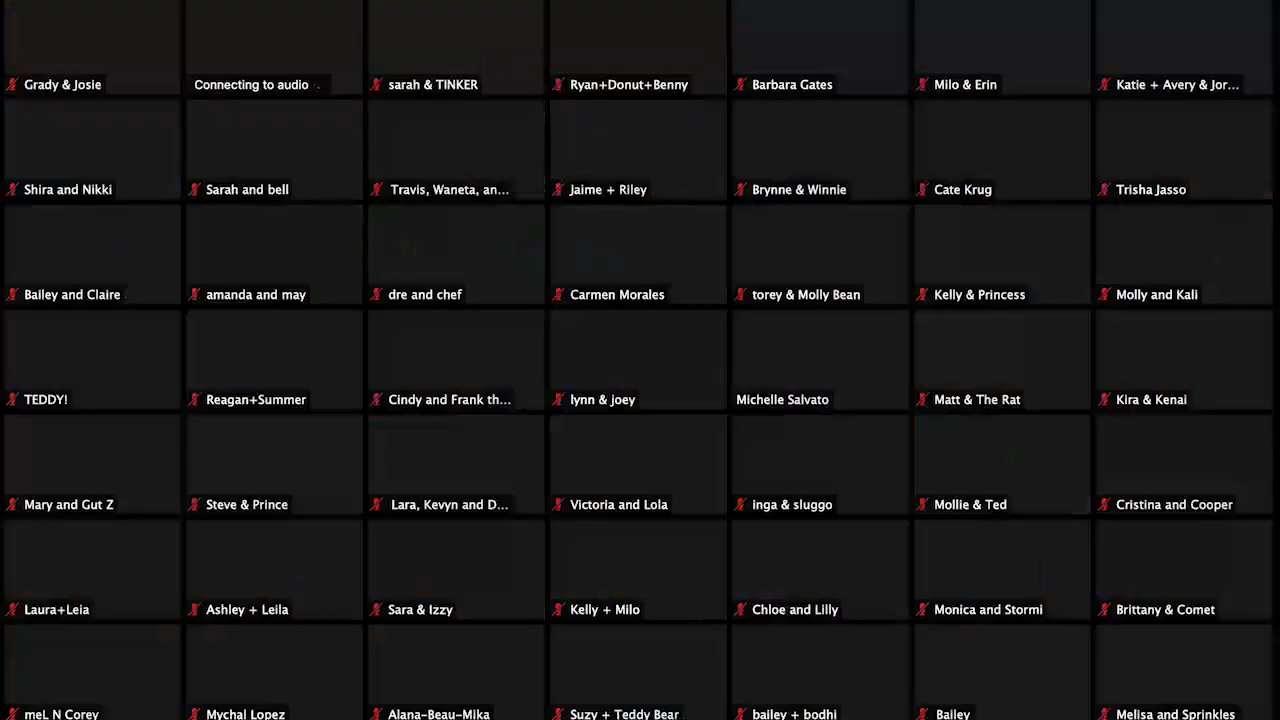 Grady & Josie
Connecting to audio
sarah & TINKER
Ryan+Donut+Benny
Barbara Gates
Milo & Erin
Katie + Avery & Jor...
Shira and Nikki
Sarah and bell
Travis, Waneta, an...
Jaime + Riley
Brynne & Winnie
Cate Krug
Trisha Jasso
Bailey and Claire
amanda and may
dre and chef
Carmen Morales
torey & Molly Bean
Kelly & Princess
Molly and Kali
TEDDY!
Reagan+Summer
Cindy and Frank th...
lynn & joey
Michelle Salvato
Matt & The Rat
Kira & Kenai
Mary and Gut Z
Steve & Prince
Lara, Kevyn and D...
Victoria and Lola
inga & sluggo
Mollie & Ted
Cristina and Cooper
Laura+Leia
Ashley + Leila
Sara & Izzy
Kelly + Milo
Chloe and Lilly
Monica and Stormi
Brittany & Comet
meL N Corey
Mychal Lopez
Alana-Beau-Mika
Suzy + Teddy Bear
bailey + bodhi
Bailey
Melisa and Sprinkles